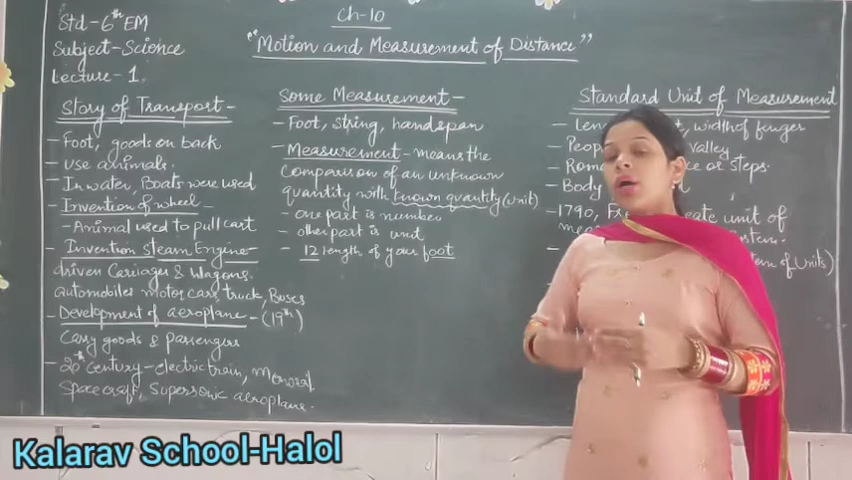 Std-6th EM
Subject-Science
Lecture-1.
Ch-10
"Motion and Measurement of Distance"
Story of Transport-
- Foot, goods on back
- use animals.
- In water, Boats were used
- Invention of wheel-
- Animal used to pull cart
- Invention steam Engine-
driven Carriages & Wagons.
automobiles motor cars, truck, Buses
- Development of aeroplane-(19th)
Carry goods & passengers
- 20th Century-electric train, monorail,
Spacecraft, Supersonic aeroplane.
Some Measurement-
- Foot, string, handspan
- Measurement- means the
Comparison of an unknown
quantity with known quantity(unit)
- one part is number
- other part is unit
- 12 length of your foot
Standard Unit of Measurement
width of finger
valley
or steps.
- Body
- 1790, eate unit of
of Units)
Kalarav School-Halol